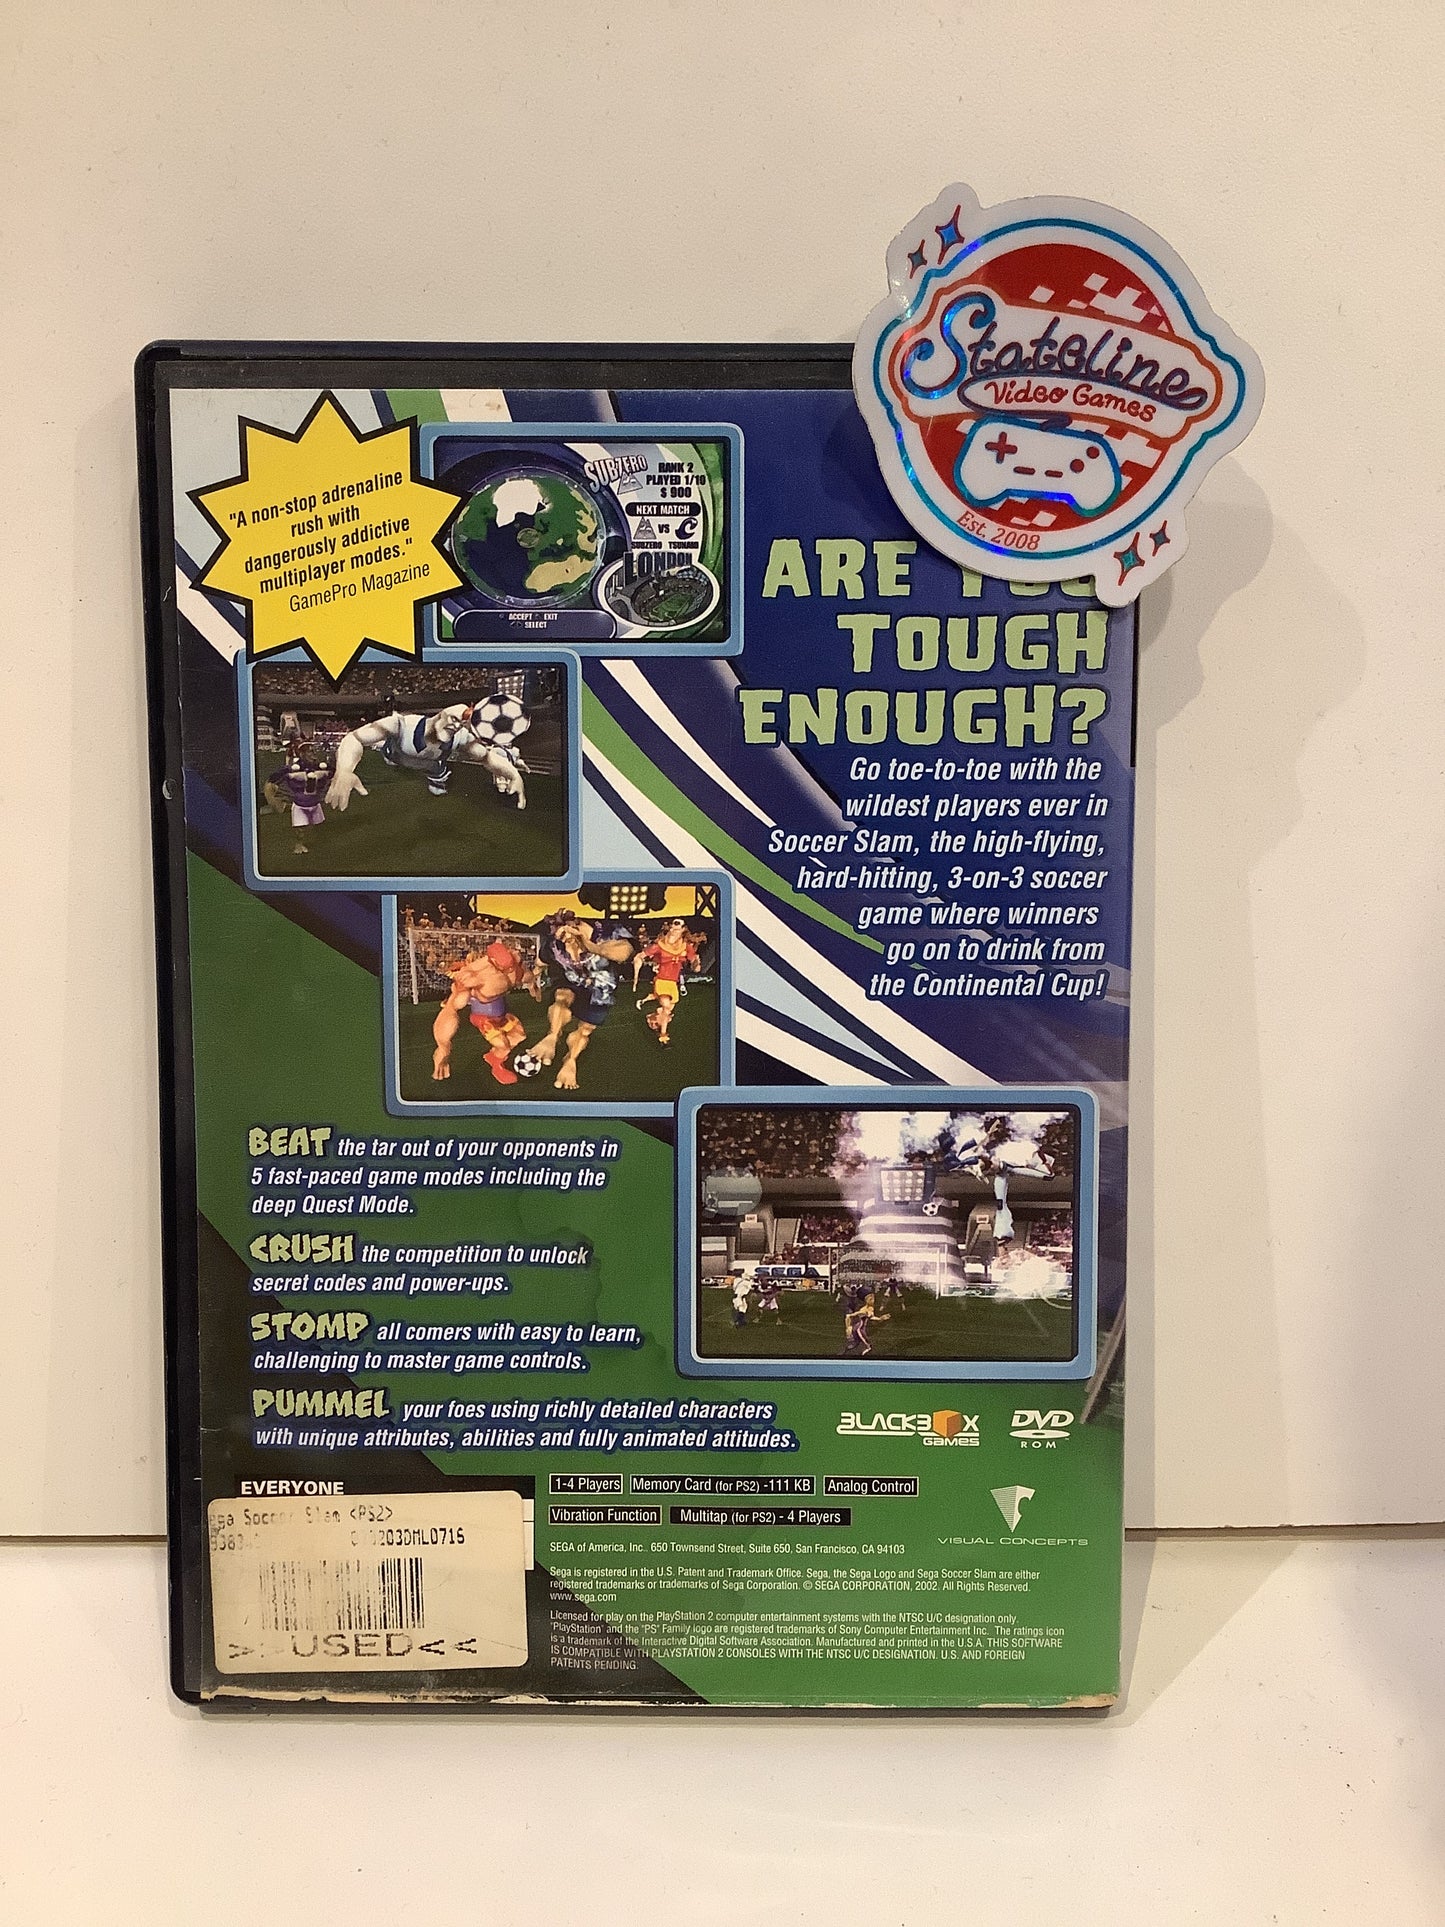 Stateline
Video Games
Est. 2008
"A non-stop adrenaline
rush with
dangerously addictive
multiplayer modes."
GamePro Magazine
SUBZERO
RANK 2
PLAYED 1/10
$ 900
NEXT MATCH
VS
SUBZERO TSUNAMI
LONDON
ACCEPT EXIT
SELECT
ARE YOU
TOUGH
ENOUGH?
Go toe-to-toe with the
wildest players ever in
Soccer Slam, the high-flying,
hard-hitting, 3-on-3 soccer
game where winners
go on to drink from
the Continental Cup!
BEAT the tar out of your opponents in
5 fast-paced game modes including the
deep Quest Mode.
CRUSH the competition to unlock
secret codes and power-ups.
STOMP all comers with easy to learn,
challenging to master game controls.
PUMMEL your foes using richly detailed characters
with unique attributes, abilities and fully animated attitudes.
SEGA
BLACKBOX
GAMES
DVD
ROM
EVERYONE
1-4 Players Memory Card (for PS2) -111 KB Analog Control
Vibration Function Multitap (for PS2) - 4 Players
VISUAL CONCEPTS
ega Soccer Slam <PS2>
203DML0716
>>USED<<
SEGA of America, Inc. 650 Townsend Street, Suite 650, San Francisco, CA 94103
Sega is registered in the U.S. Patent and Trademark Office. Sega, the Sega Logo and Sega Soccer Slam are either
registered trademarks or trademarks of Sega Corporation. © SEGA CORPORATION, 2002. All Rights Reserved.
www.sega.com
Licensed for play on the PlayStation 2 computer entertainment systems with the NTSC U/C designation only.
"PlayStation" and the "PS" Family logo are registered trademarks of Sony Computer Entertainment Inc. The ratings icon
is a trademark of the Interactive Digital Software Association. Manufactured and printed in the U.S.A. THIS SOFTWARE
IS COMPATIBLE WITH PLAYSTATION 2 CONSOLES WITH THE NTSC U/C DESIGNATION. U.S. AND FOREIGN
PATENTS PENDING.